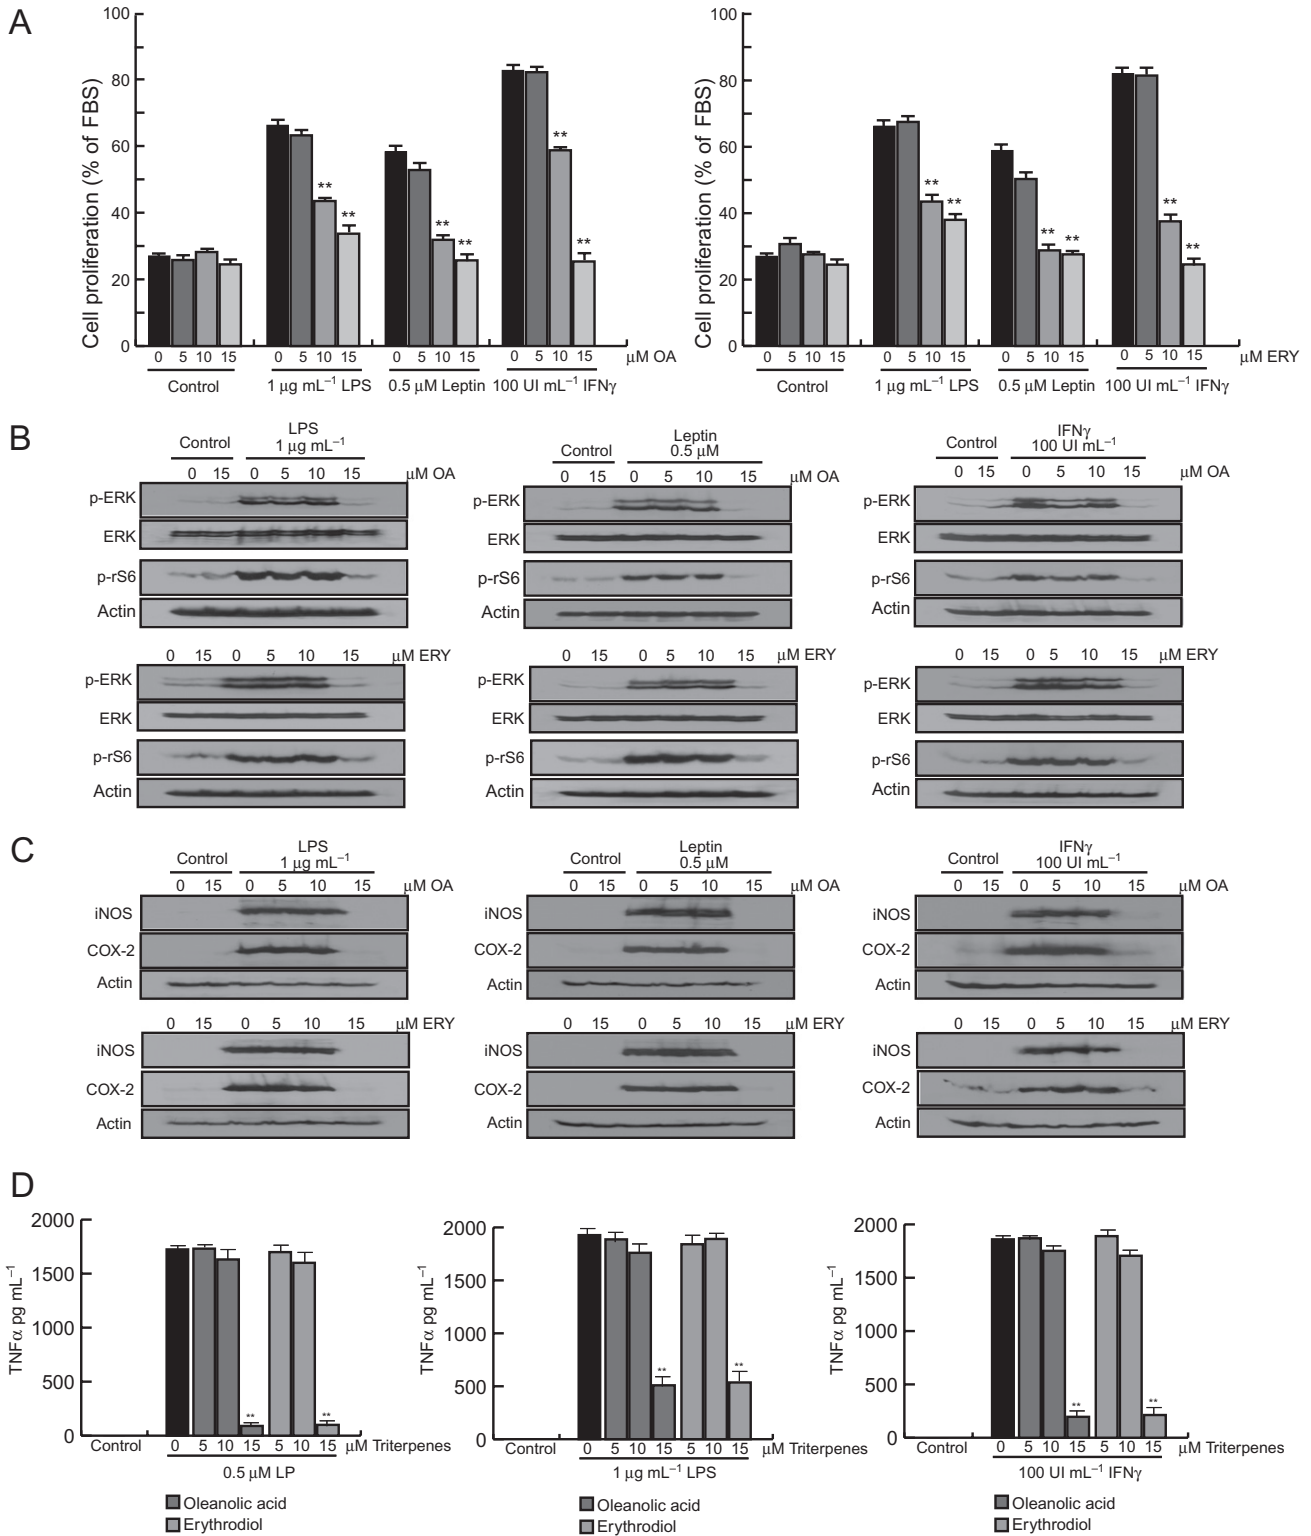 A
Cell proliferation (% of FBS)
100
80
60
40
20
0
** ** ** ** ** **
0 5 10 15 0 5 10 15 0 5 10 15 0 5 10 15 μM OA
Control 1 μg mL⁻¹ LPS 0.5 μM Leptin 100 UI mL⁻¹ IFNγ
Cell proliferation (% of FBS)
100
80
60
40
20
0
** ** ** ** ** **
0 5 10 15 0 5 10 15 0 5 10 15 0 5 10 15 μM ERY
Control 1 μg mL⁻¹ LPS 0.5 μM Leptin 100 UI mL⁻¹ IFNγ
B
Control LPS 1 μg mL⁻¹
0 15 0 5 10 15 μM OA
p-ERK
ERK
p-rS6
Actin
0 15 0 5 10 15 μM ERY
p-ERK
ERK
p-rS6
Actin
Control Leptin 0.5 μM
0 15 0 5 10 15 μM OA
p-ERK
ERK
p-rS6
Actin
0 15 0 5 10 15 μM ERY
p-ERK
ERK
p-rS6
Actin
Control IFNγ 100 UI mL⁻¹
0 15 0 5 10 15 μM OA
p-ERK
ERK
p-rS6
Actin
0 15 0 5 10 15 μM ERY
p-ERK
ERK
p-rS6
Actin
C
Control LPS 1 μg mL⁻¹
0 15 0 5 10 15 μM OA
iNOS
COX-2
Actin
0 15 0 5 10 15 μM ERY
iNOS
COX-2
Actin
Control Leptin 0.5 μM
0 15 0 5 10 15 μM OA
iNOS
COX-2
Actin
0 15 0 5 10 15 μM ERY
iNOS
COX-2
Actin
Control IFNγ 100 UI mL⁻¹
0 15 0 5 10 15 μM OA
iNOS
COX-2
Actin
0 15 0 5 10 15 μM ERY
iNOS
COX-2
Actin
D
TNFα pg mL⁻¹
2000
1500
1000
500
0
** **
Control 0 5 10 15 5 10 15 μM Triterpenes
0.5 μM LP
Oleanolic acid
Erythrodiol
TNFα pg mL⁻¹
2000
1500
1000
500
0
** **
Control 0 5 10 15 5 10 15 μM Triterpenes
1 μg mL⁻¹ LPS
Oleanolic acid
Erythrodiol
TNFα pg mL⁻¹
2000
1500
1000
500
0
** **
Control 0 5 10 15 5 10 15 μM Triterpenes
100 UI mL⁻¹ IFNγ
Oleanolic acid
Erythrodiol